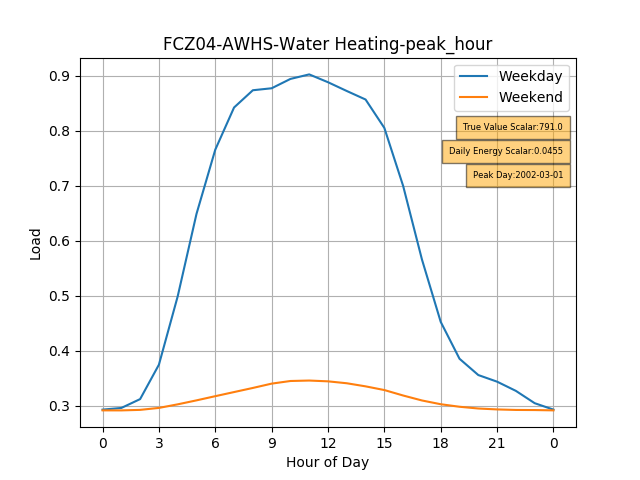 FCZ04-AWHS-Water Heating-peak_hour
Weekday
Weekend
True Value Scalar:791.0
Daily Energy Scalar:0.0455
Peak Day:2002-03-01
Load
0.9
0.8
0.7
0.6
0.5
0.4
0.3
0 3 6 9 12 15 18 21 0
Hour of Day